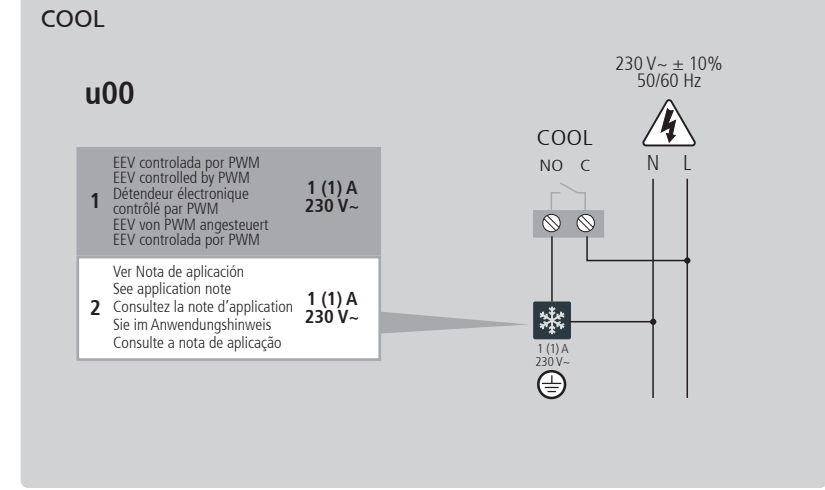 COOL
u00
1
EEV controlada por PWM
EEV controlled by PWM
Détendeur électronique
contrôlé par PWM
EEV von PWM angesteuert
EEV controlada por PWM
1 (1) A
230 V~
2
Ver Nota de aplicación
See application note
Consultez la note d'application
Sie im Anwendungshinweis
Consulte a nota de aplicação
1 (1) A
230 V~
230 V~ ± 10%
50/60 Hz
COOL
NO C
N L
1 (1) A
230 V~